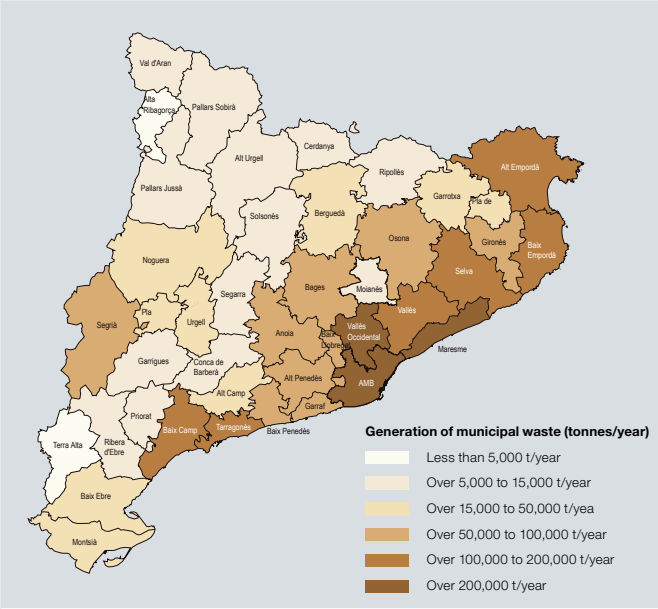 Val d'Aran
Alta
Ribagorça
Pallars Sobirà
Cerdanya
Alt Urgell
Ripollès
Alt Empordà
Pallars Jussà
Garrotxa
Pla de
Solsonès
Berguedà
Osona
Gironés
Baix
Empordà
Noguera
Selva
Bages
Moianès
Segarra
Pla
Urgell
Segrià
Vallès
Vallès
Occidental
Anoia
Baix
Llobregat
Maresme
Garrigues
Conca de
Barberà
Alt Penedès
AMB
Alt Camp
Garraf
Priorat
Baix Camp
Tarragonès
Baix Penedès
Terra Alta
Ribera
d'Ebre
Baix Ebre
Montsià
Generation of municipal waste (tonnes/year)
Less than 5,000 t/year
Over 5,000 to 15,000 t/year
Over 15,000 to 50,000 t/yea
Over 50,000 to 100,000 t/year
Over 100,000 to 200,000 t/year
Over 200,000 t/year